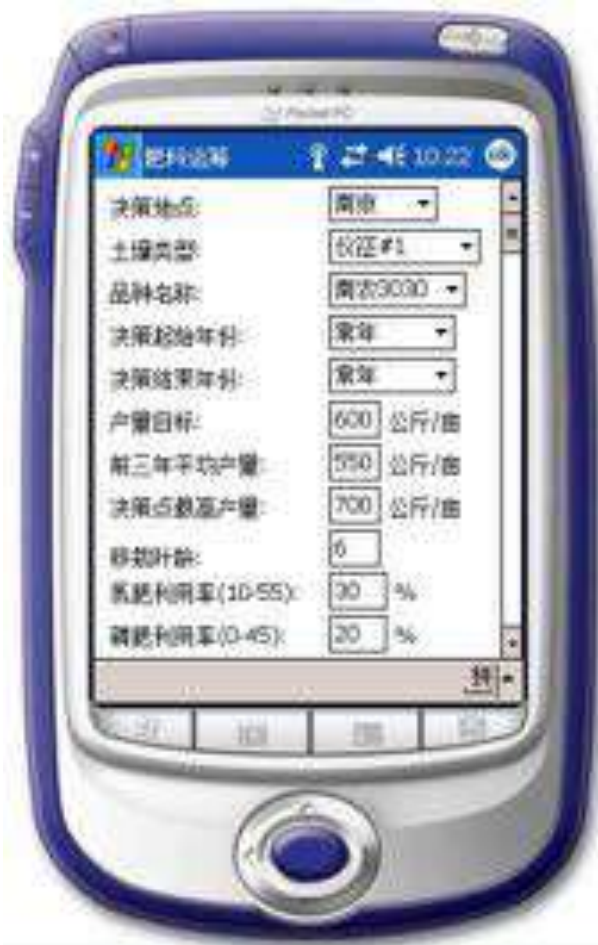 Pocket PC
肥料运筹 10:22
决策地点: 南京
土壤类型: 仪征#1
品种名称: 南农3030
决策起始年份: 常年
决策结束年份: 常年
产量目标: 600 公斤/亩
前三年平均产量: 550 公斤/亩
决策点最高产量: 700 公斤/亩
移栽叶龄: 6
氮肥利用率(10-55): 30 %
磷肥利用率(0-45): 20 %
拼